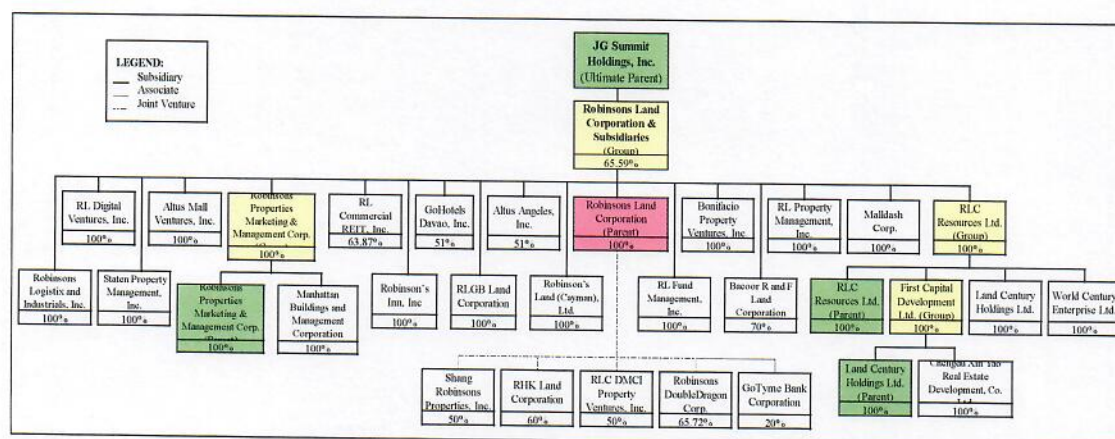 LEGEND:
Subsidiary
Associate
Joint Venture
JG Summit
Holdings, Inc.
(Ultimate Parent)
Robinsons Land
Corporation &
Subsidiaries
(Group)
65.59%
RL Digital
Ventures, Inc.
100%
Altus Mall
Ventures, Inc.
100%
Robinsons
Properties
Marketing &
Management Corp.
100%
RL
Commercial
REIT, Inc.
63.87%
GoHotels
Davao, Inc.
51%
Altus Angeles,
Inc.
51%
Robinsons Land
Corporation
(Parent)
100%
Bonifacio
Property
Ventures, Inc
100%
RL Property
Management,
Inc.
100%
Malldash
Corp.
100%
RLC
Resources Ltd.
(Group)
100%
Robinsons
Logistix and
Industrials, Inc.
100%
Staten Property
Management,
Inc.
100%
Robinsons
Properties
Marketing &
Management Corp.
(Parent)
100%
Manhattan
Buildings and
Management
Corporation
100%
Robinson's
Inn, Inc
100%
RLGB Land
Corporation
100%
Robinson's
Land (Cayman),
Ltd.
100%
RL Fund
Management,
Inc.
100%
Bacoor R and F
Land
Corporation
70%
RLC
Resources Ltd.
(Parent)
100%
First Capital
Development
Ltd. (Group)
100%
Land Century
Holdings Ltd.
100%
World Century
Enterprise Ltd.
100%
Shang
Robinsons
Properties, Inc.
50%
RHK Land
Corporation
60%
RLC DMCI
Property
Ventures, Inc.
50%
Robinsons
DoubleDragon
Corp.
65.72%
GoTyme Bank
Corporation
20%
Land Century
Holdings Ltd.
(Parent)
100%
Chengdu Xin Yao
Real Estate
Development, Co.
100%